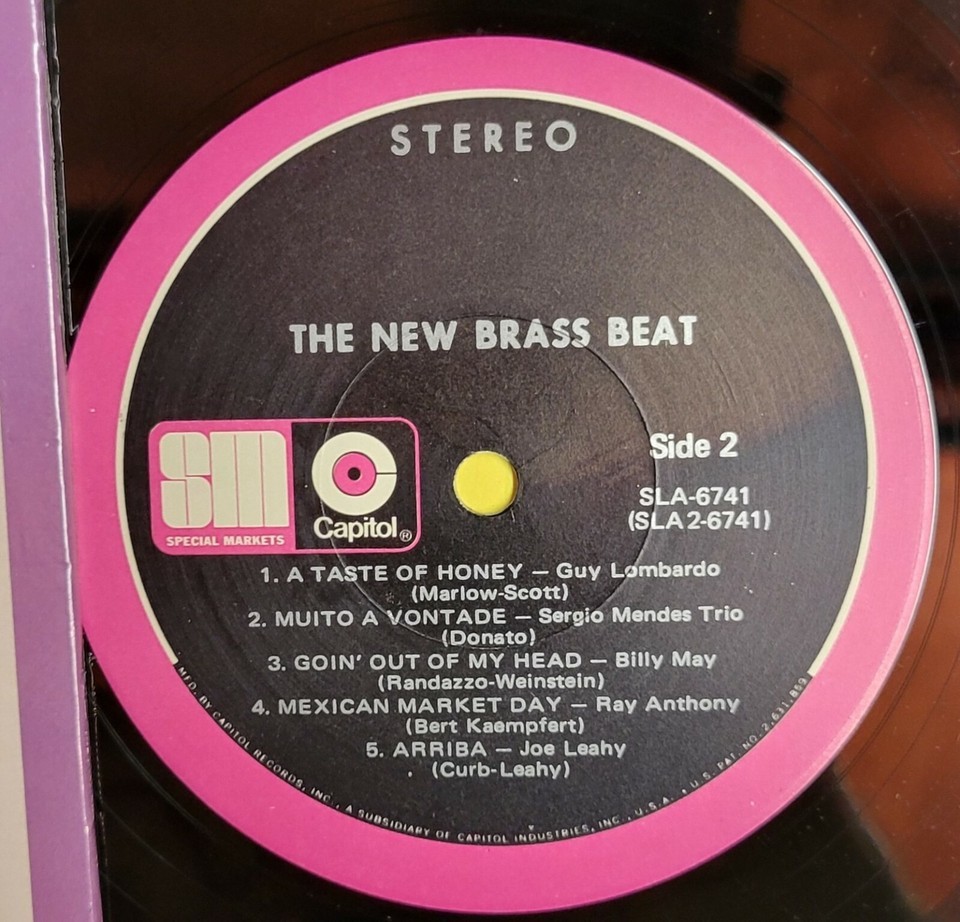 STEREO
THE NEW BRASS BEAT
SM
SPECIAL MARKETS
Capitol®
Side 2
SLA-6741
(SLA 2-6741)
1. A TASTE OF HONEY — Guy Lombardo
(Marlow-Scott)
2. MUITO A VONTADE — Sergio Mendes Trio
(Donato)
3. GOIN' OUT OF MY HEAD — Billy May
(Randazzo-Weinstein)
4. MEXICAN MARKET DAY — Ray Anthony
(Bert Kaempfert)
5. ARRIBA — Joe Leahy
(Curb-Leahy)
MFD. BY CAPITOL RECORDS, INC., A SUBSIDIARY OF CAPITOL INDUSTRIES, INC., U.S.A. • U.S. PAT. NO. 2,631,859